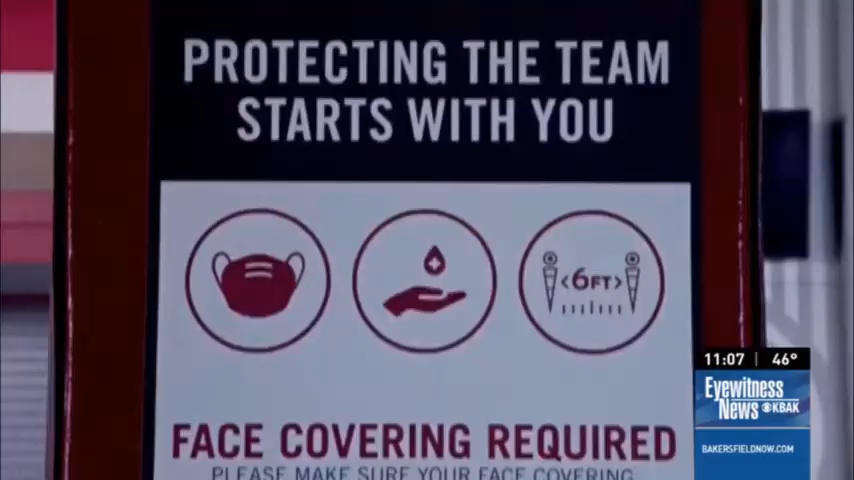 PROTECTING THE TEAM
STARTS WITH YOU
<6FT>
FACE COVERING REQUIRED
PLEASE MAKE SURE YOUR FACE COVERING
11:07 | 46°
Eyewitness
News KBAK
BAKERSFIELDNOW.COM